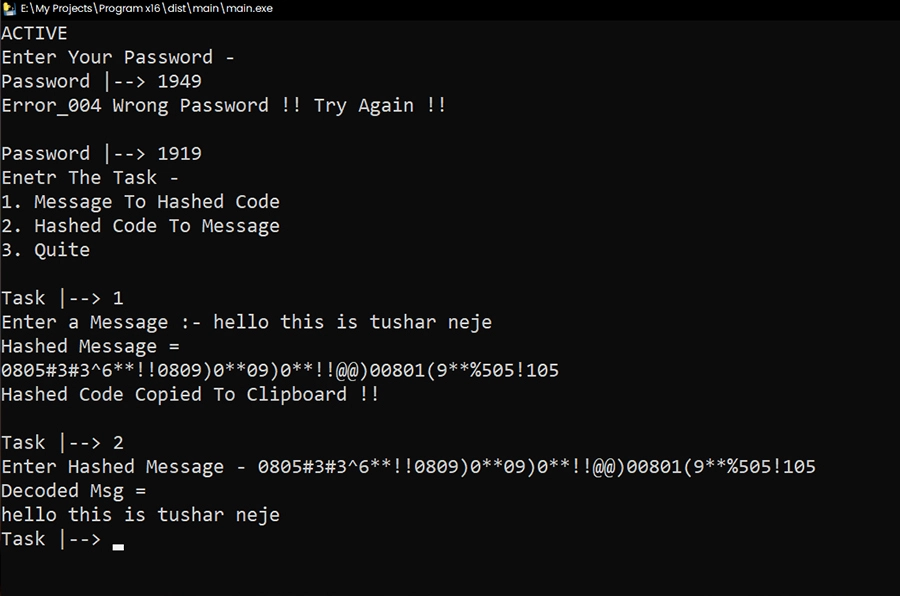 E:\My Projects\Program x16\dist\main\main.exe
ACTIVE
Enter Your Password -
Password |--> 1949
Error_004 Wrong Password !! Try Again !!
Password |--> 1919
Enetr The Task -
1. Message To Hashed Code
2. Hashed Code To Message
3. Quite
Task |--> 1
Enter a Message :- hello this is tushar neje
Hashed Message =
0805#3#3^6**!!0809)0**09)0**!!@@)00801(9**%505!105
Hashed Code Copied To Clipboard !!
Task |--> 2
Enter Hashed Message - 0805#3#3^6**!!0809)0**09)0**!!@@)00801(9**%505!105
Decoded Msg =
hello this is tushar neje
Task |-->